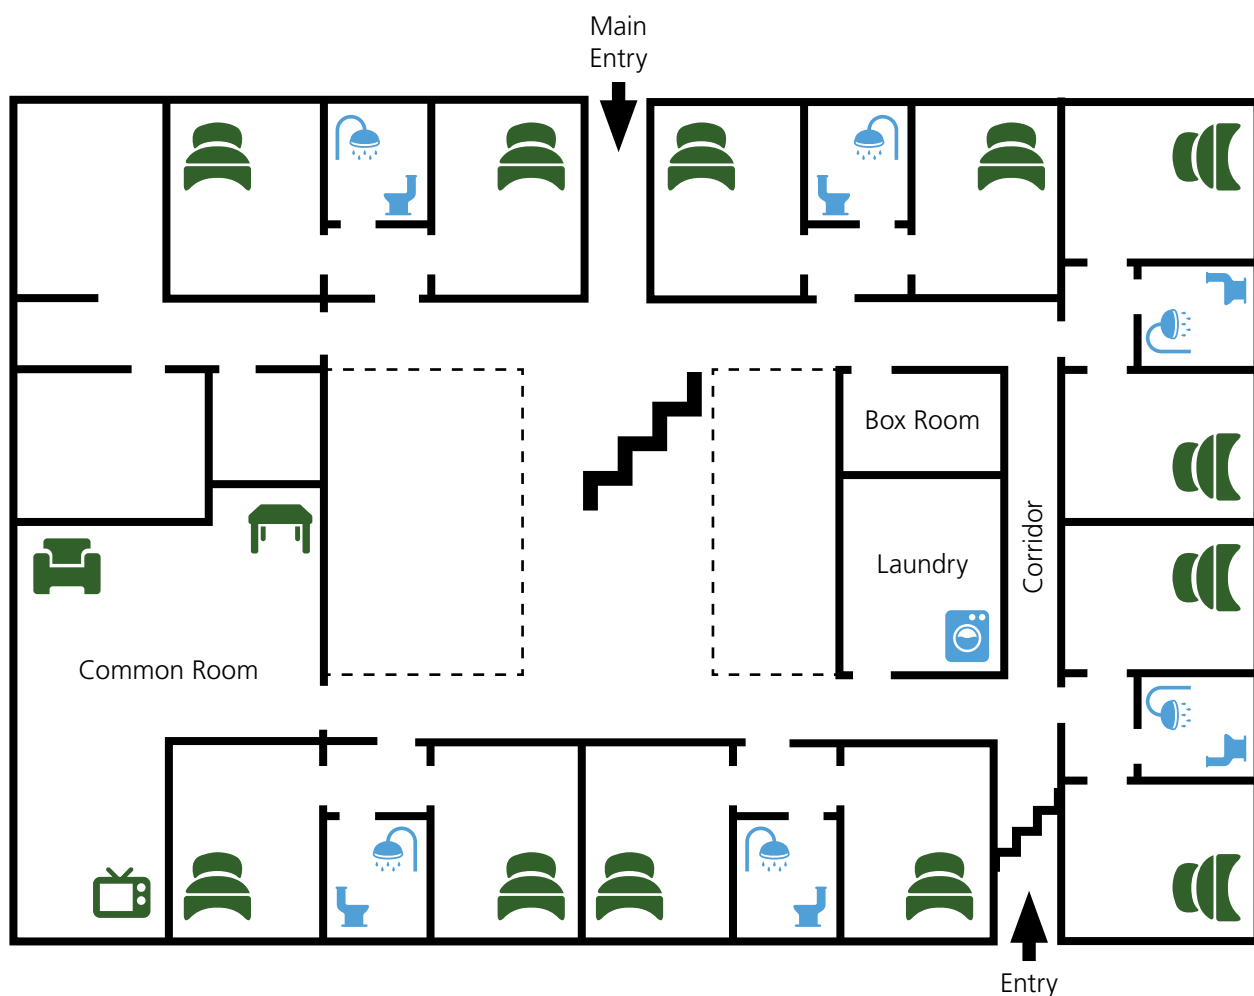 Main
Entry
Box Room
Corridor
Laundry
Common Room
Entry